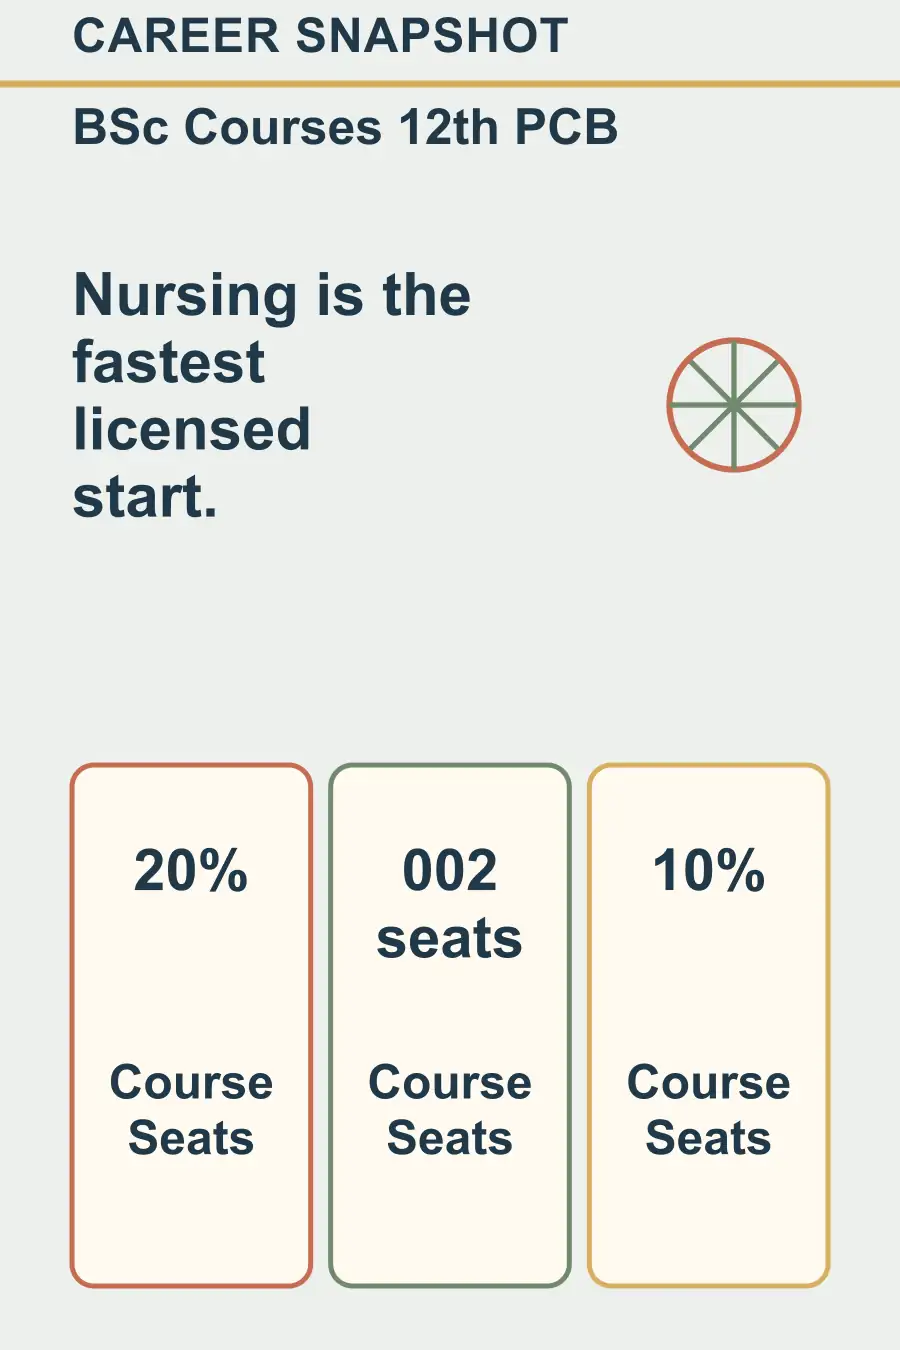 CAREER SNAPSHOT
BSc Courses 12th PCB
Nursing is the
fastest
licensed
start.
20%
Course
Seats
002
seats
Course
Seats
10%
Course
Seats